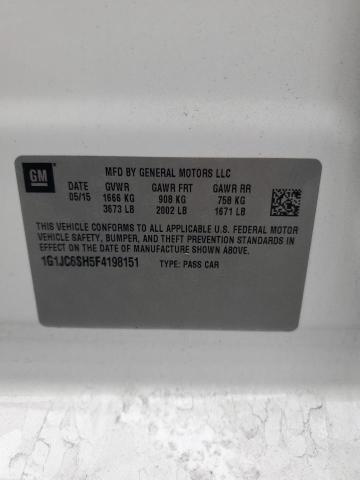 GM
MFD BY GENERAL MOTORS LLC
DATE GVWR GAWR FRT GAWR RR
05/15 1666 KG 908 KG 758 KG
3673 LB 2002 LB 1671 LB
THIS VEHICLE CONFORMS TO ALL APPLICABLE U.S. FEDERAL MOTOR
VEHICLE SAFETY, BUMPER, AND THEFT PREVENTION STANDARDS IN
EFFECT ON THE DATE OF MANUFACTURE SHOWN ABOVE.
1G1JC6SH5F4198151 TYPE: PASS CAR